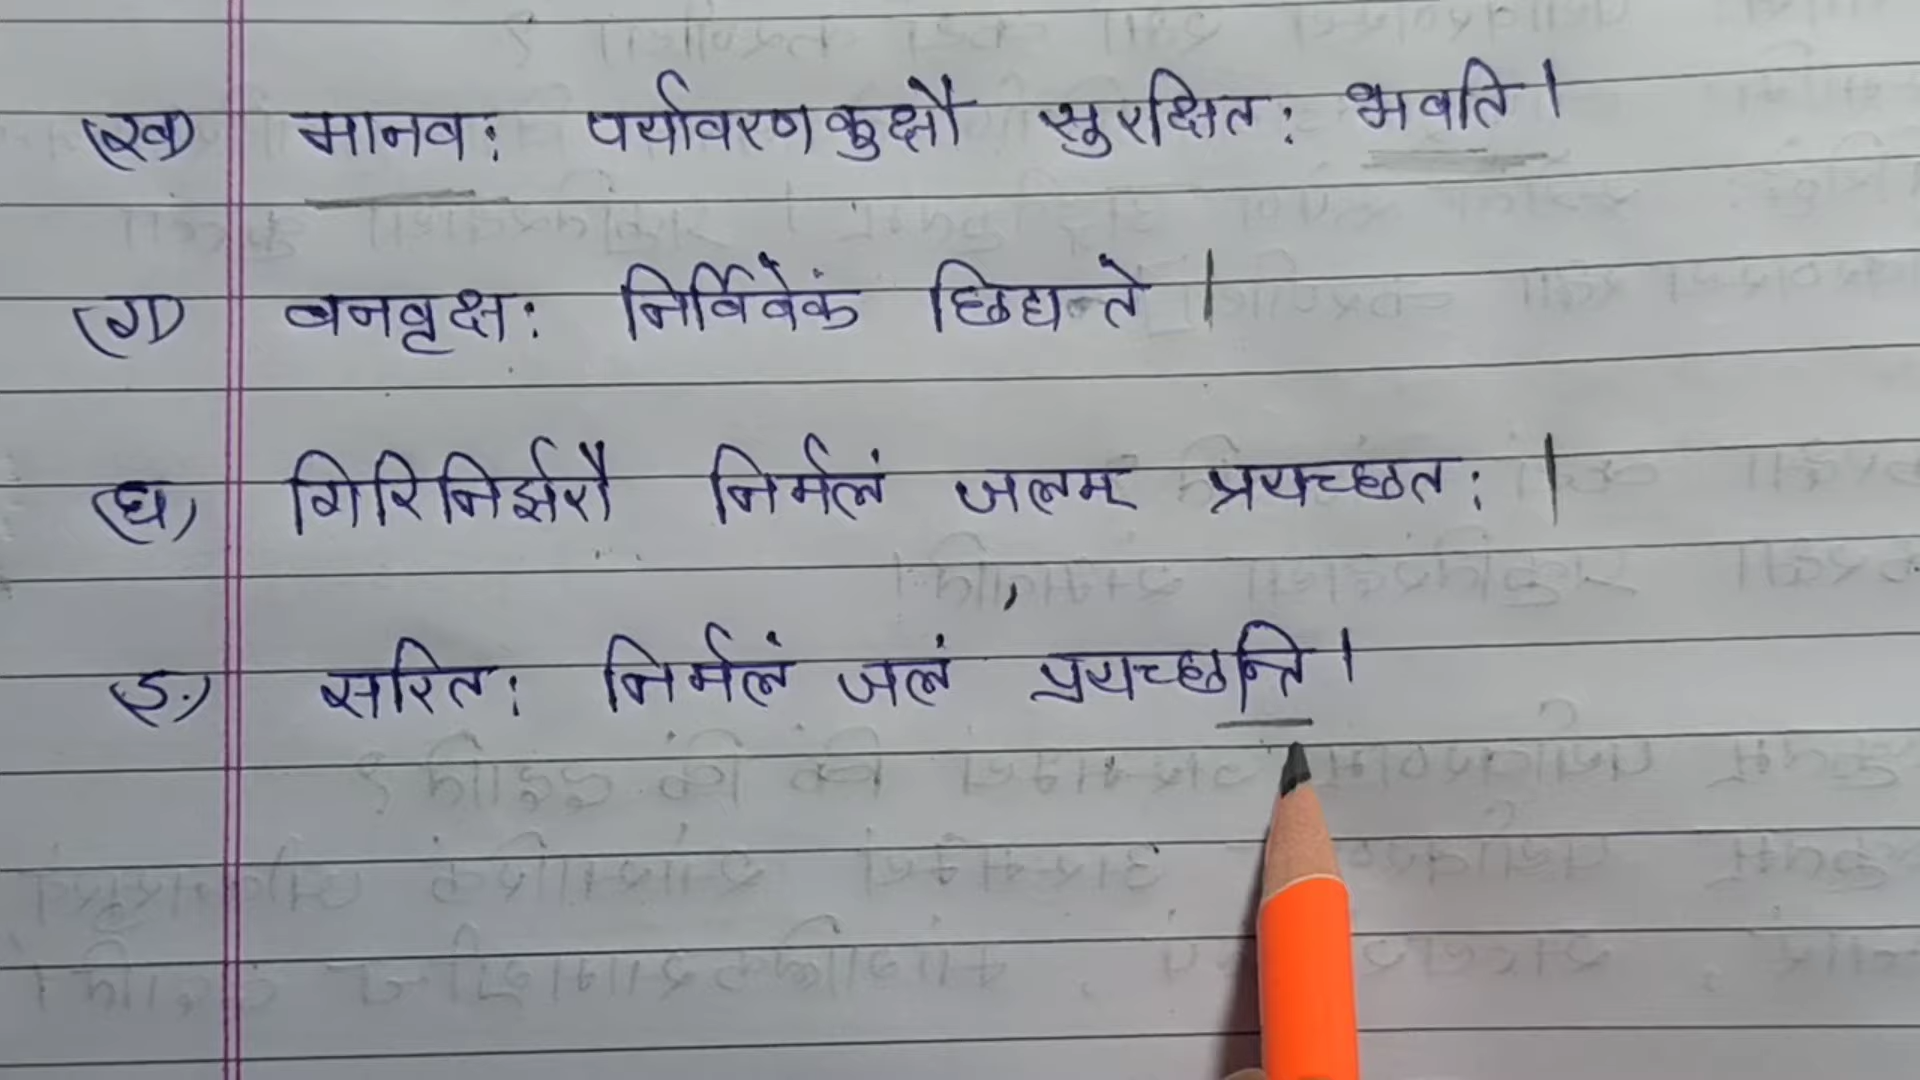 (ख) मानवः पर्यावरणकुक्षौ सुरक्षितः भवति।
(ग) वनवृक्षः निर्विवेकं छिद्यन्ते।
(घ) गिरिनिर्झरौ निर्मलं जलम् प्रयच्छतः।
(ङ) सरितः निर्मलं जलं प्रयच्छन्ति।